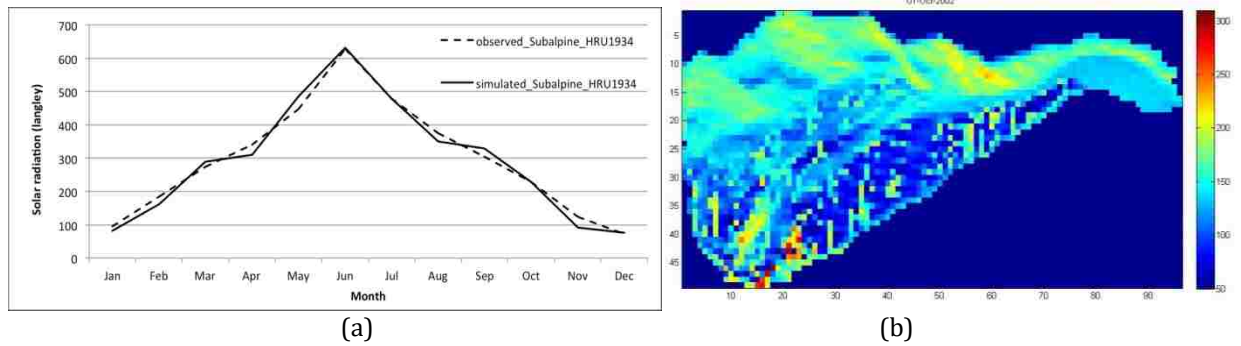 700
600
500
400
300
200
100
0
Solar radiation (langley)
observed_Subalpine_HRU1934
simulated_Subalpine_HRU1934
Jan Feb Mar Apr May Jun Jul Aug Sep Oct Nov Dec
Month
(a)
5
10
15
20
25
30
35
40
45
10 20 30 40 50 60 70 80 90
300
250
200
150
100
50
(b)